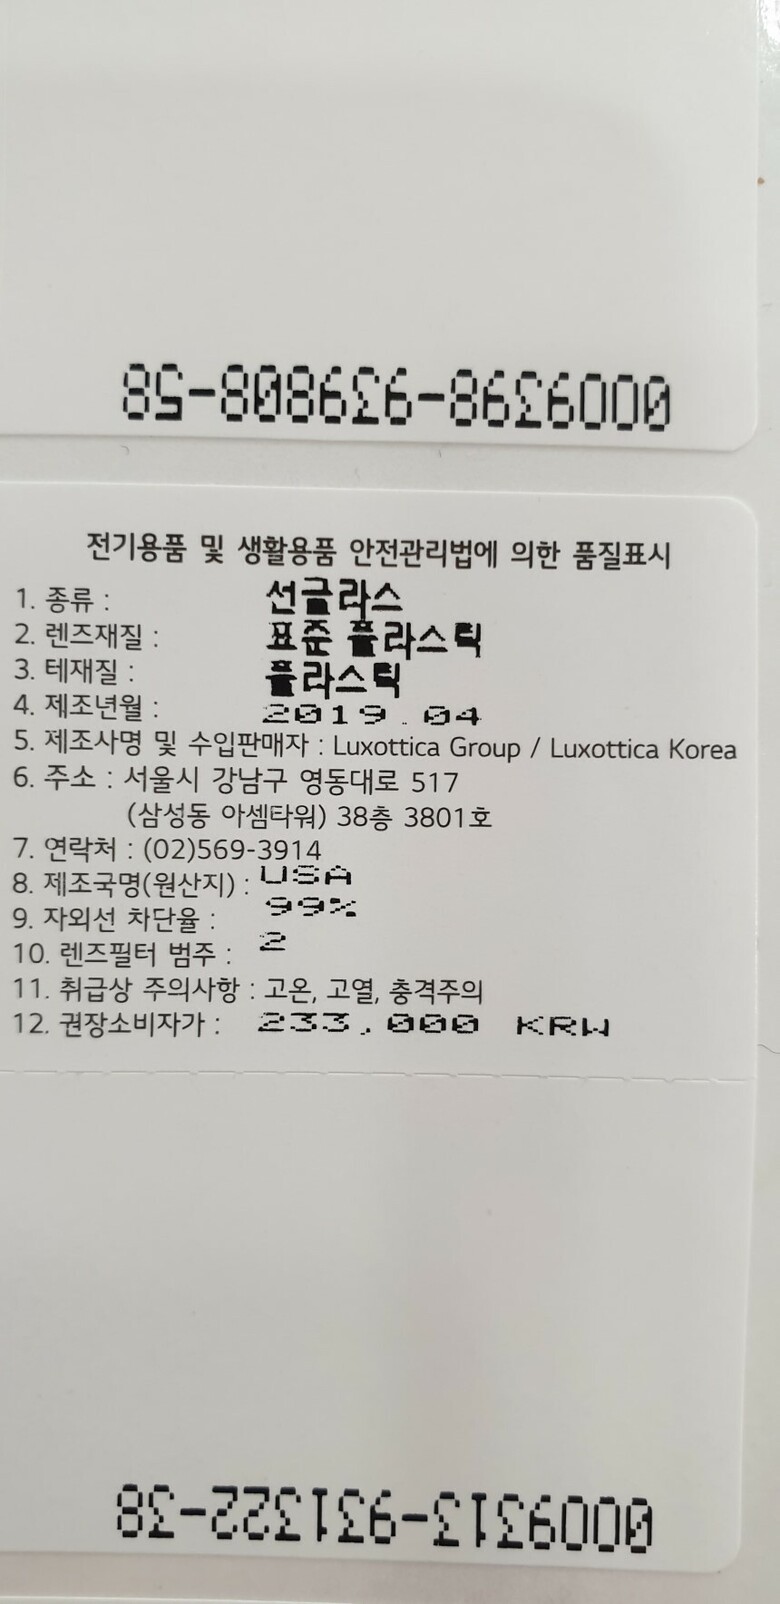 0OO9398-939808-58
전기용품 및 생활용품 안전관리법에 의한 품질표시
1. 종류 : 선글라스
2. 렌즈재질 : 표준 플라스틱
3. 테재질 : 플라스틱
4. 제조년월 : 2019.04
5. 제조사명 및 수입판매자 : Luxottica Group / Luxottica Korea
6. 주소 : 서울시 강남구 영동대로 517
(삼성동 아셈타워) 38층 3801호
7. 연락처 : (02)569-3914
8. 제조국명(원산지) : USA
9. 자외선 차단율 : 99%
10. 렌즈필터 범주 : 2
11. 취급상 주의사항 : 고온, 고열, 충격주의
12. 권장소비자가 : 233,000 KRW
0OO9313-931322-38